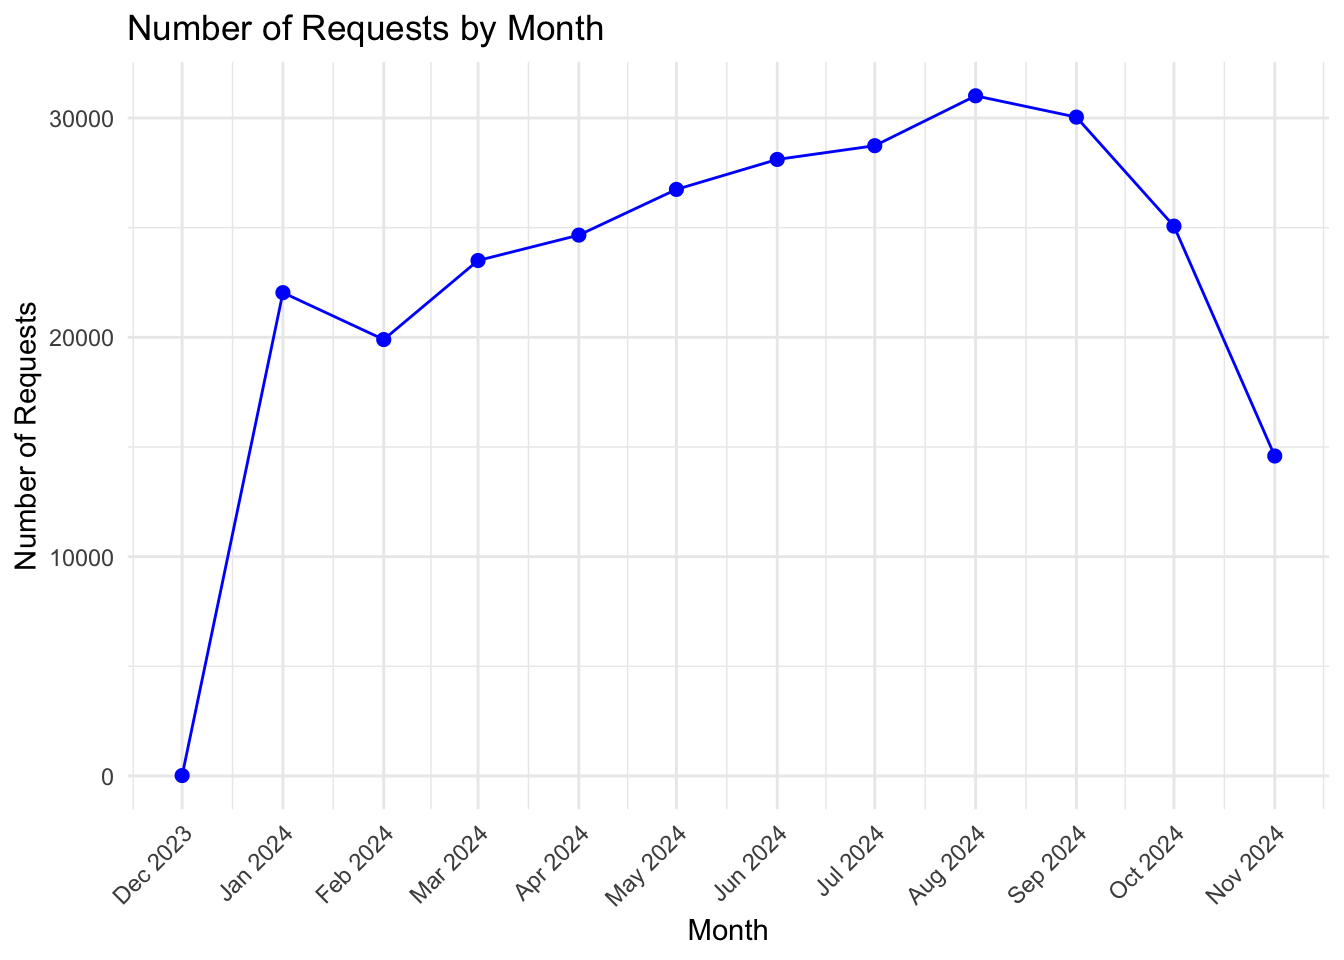 Number of Requests by Month
Number of Requests
30000
20000
10000
0
Dec 2023
Jan 2024
Feb 2024
Mar 2024
Apr 2024
May 2024
Jun 2024
Jul 2024
Aug 2024
Sep 2024
Oct 2024
Nov 2024
Month